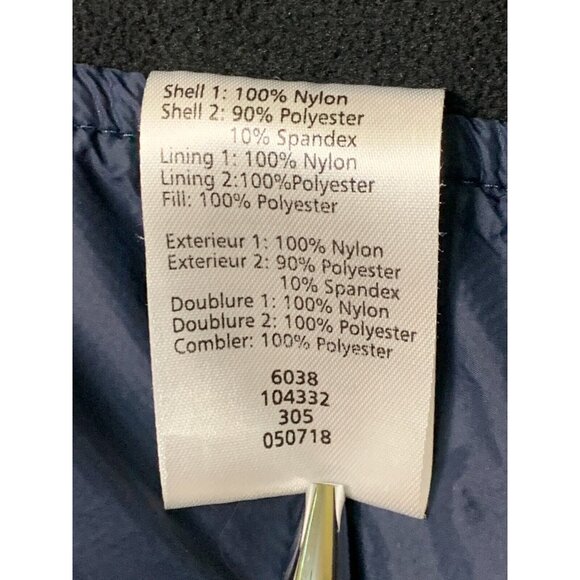 Shell 1: 100% Nylon
Shell 2: 90% Polyester
10% Spandex
Lining 1: 100% Nylon
Lining 2:100%Polyester
Fill: 100% Polyester
Exterieur 1: 100% Nylon
Exterieur 2: 90% Polyester
10% Spandex
Doublure 1: 100% Nylon
Doublure 2: 100% Polyester
Combler: 100% Polyester
6038
104332
305
050718